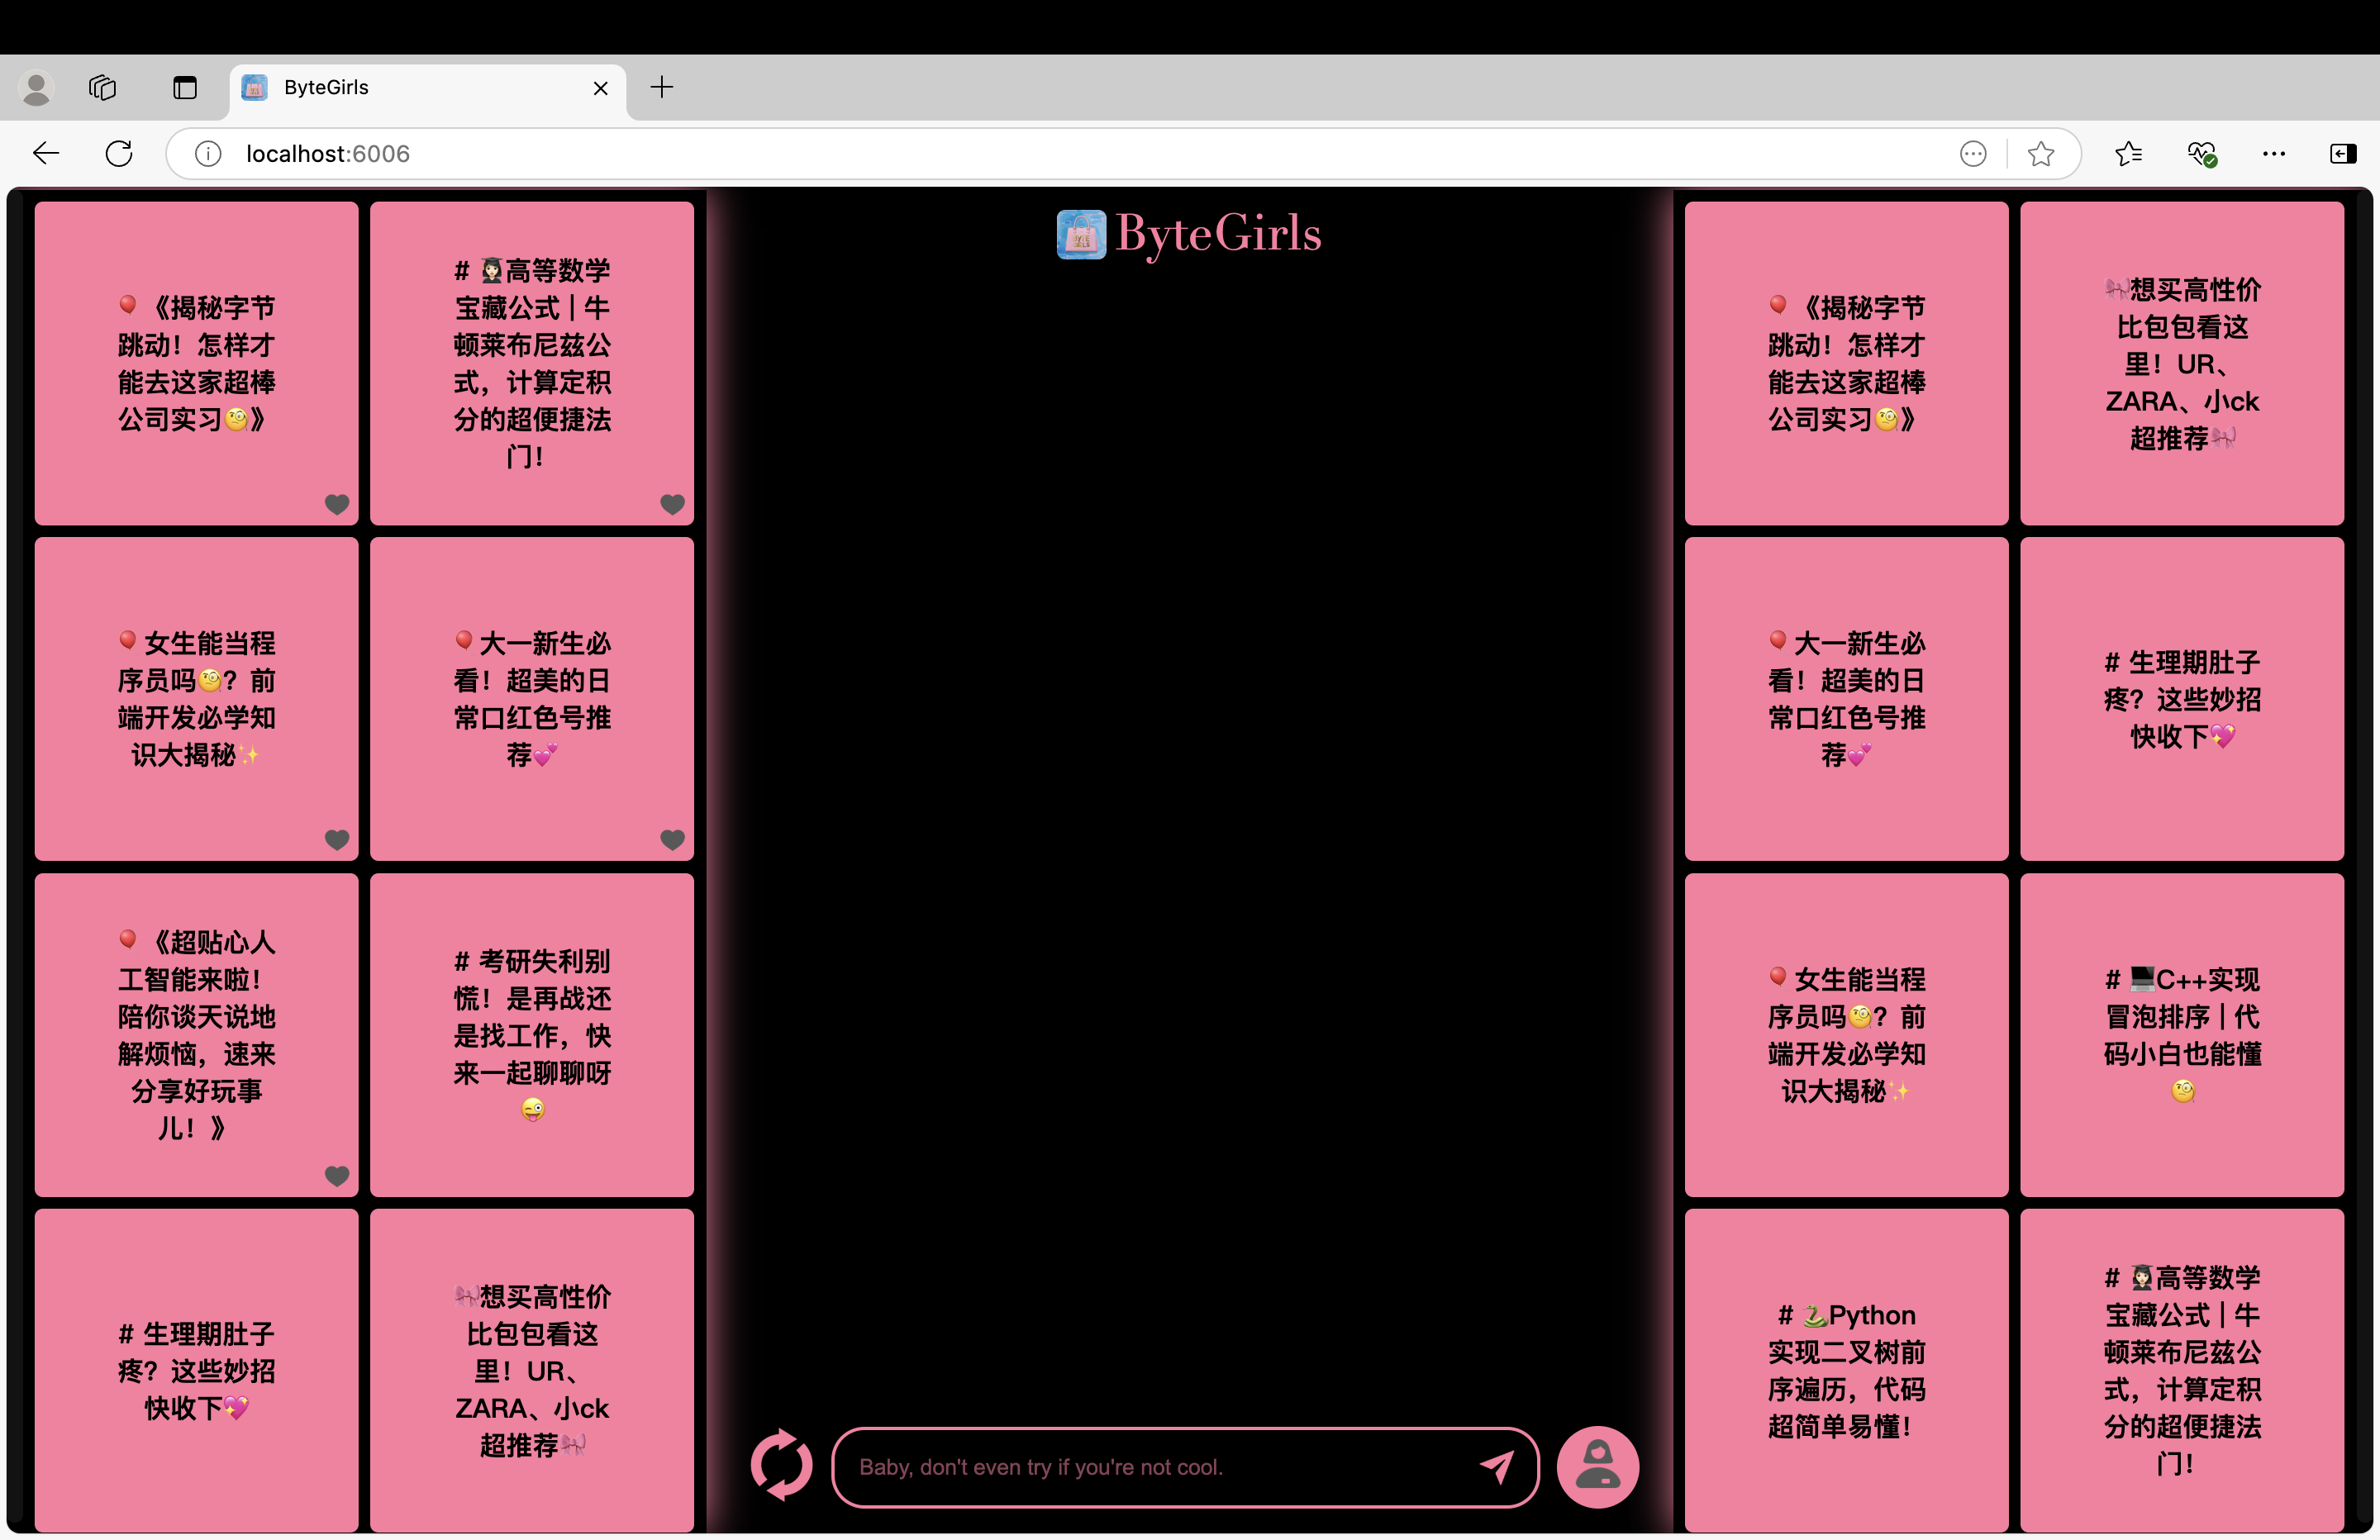 ByteGirls
localhost:6006
🎈《揭秘字节
跳动！怎样才
能去这家超棒
公司实习🧐》
# 👩🏻‍🎓高等数学
宝藏公式 | 牛
顿莱布尼兹公
式，计算定积
分的超便捷法
门！
🎈女生能当程
序员吗🧐？前
端开发必学知
识大揭秘✨
🎈大一新生必
看！超美的日
常口红色号推
荐💕
🎈《超贴心人
工智能来啦！
陪你谈天说地
解烦恼，速来
分享好玩事
儿！》
# 考研失利别
慌！是再战还
是找工作，快
来一起聊聊呀
😜
# 生理期肚子
疼？这些妙招
快收下💖
🎀想买高性价
比包包看这
里！UR、
ZARA、小ck
超推荐🎀
BYTE
GIRLS
ByteGirls
Baby, don't even try if you're not cool.
🎈《揭秘字节
跳动！怎样才
能去这家超棒
公司实习🧐》
🎀想买高性价
比包包看这
里！UR、
ZARA、小ck
超推荐🎀
🎈大一新生必
看！超美的日
常口红色号推
荐💕
# 生理期肚子
疼？这些妙招
快收下💖
🎈女生能当程
序员吗🧐？前
端开发必学知
识大揭秘✨
# 💻C++实现
冒泡排序 | 代
码小白也能懂
🧐
# 🐍Python
实现二叉树前
序遍历，代码
超简单易懂！
# 👩🏻‍🎓高等数学
宝藏公式 | 牛
顿莱布尼兹公
式，计算定积
分的超便捷法
门！